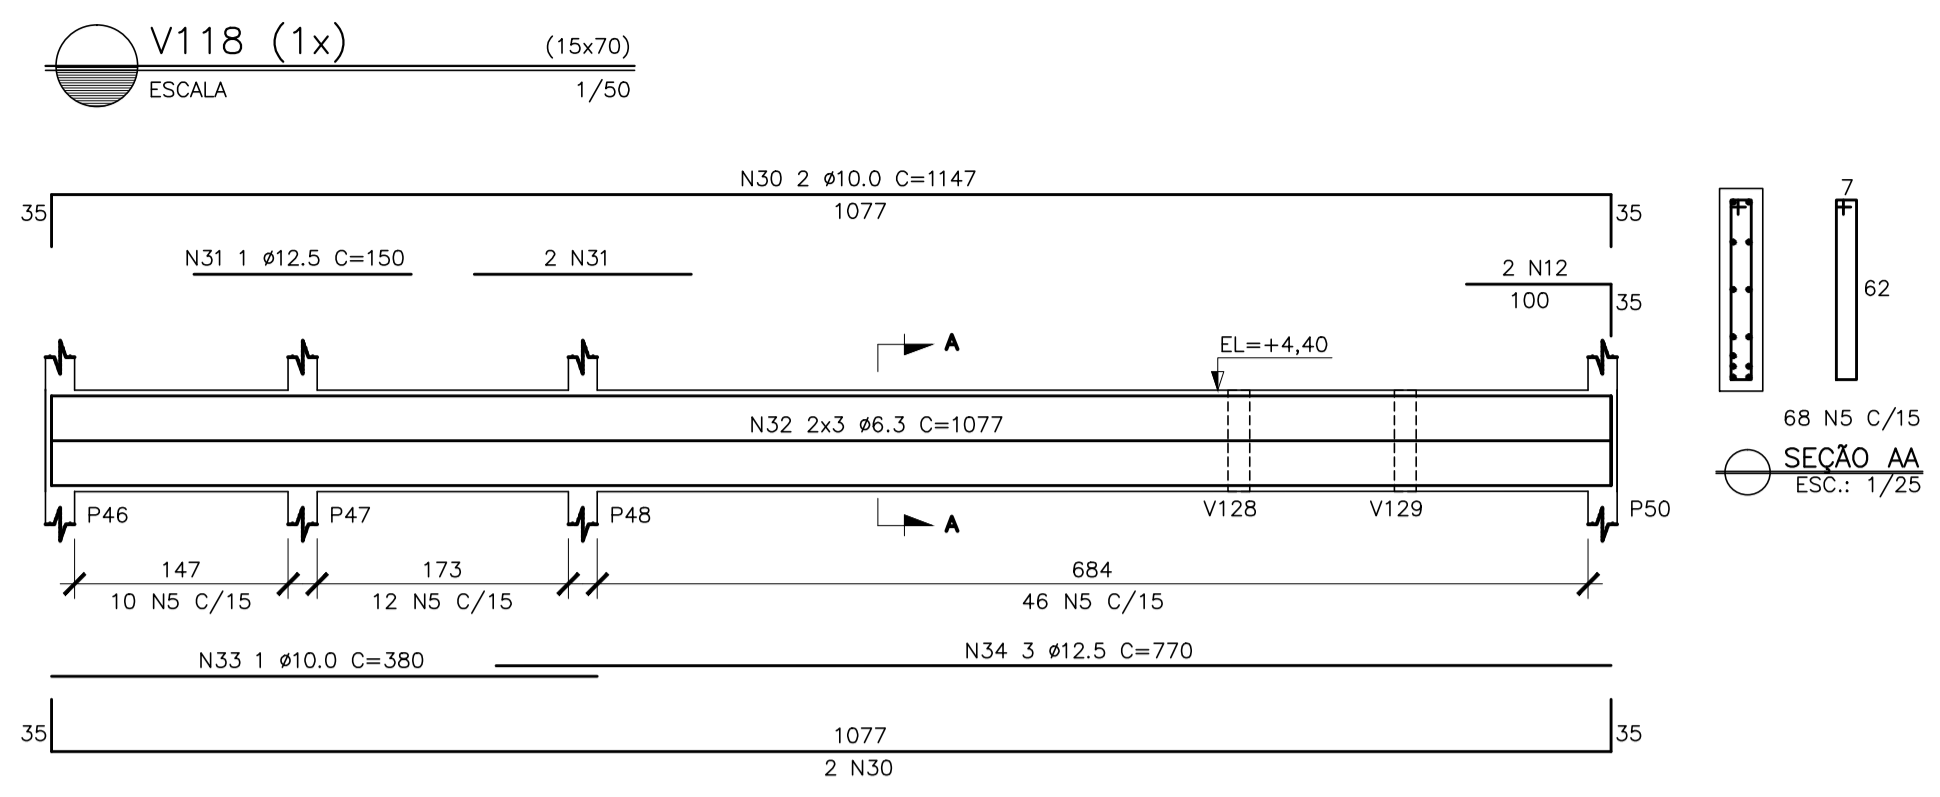 V118 (1x) (15x70)
ESCALA 1/50
N30 2 ø10.0 C=1147
35 1077 35
N31 1 ø12.5 C=150 2 N31
2 N12
100 35
EL=+4,40
A
N32 2x3 ø6.3 C=1077
P46 P47 P48 A V128 V129 P50
147 173 684
10 N5 C/15 12 N5 C/15 46 N5 C/15
N33 1 ø10.0 C=380 N34 3 ø12.5 C=770
35 1077 35
2 N30
7
62
68 N5 C/15
SEÇÃO AA
ESC.: 1/25